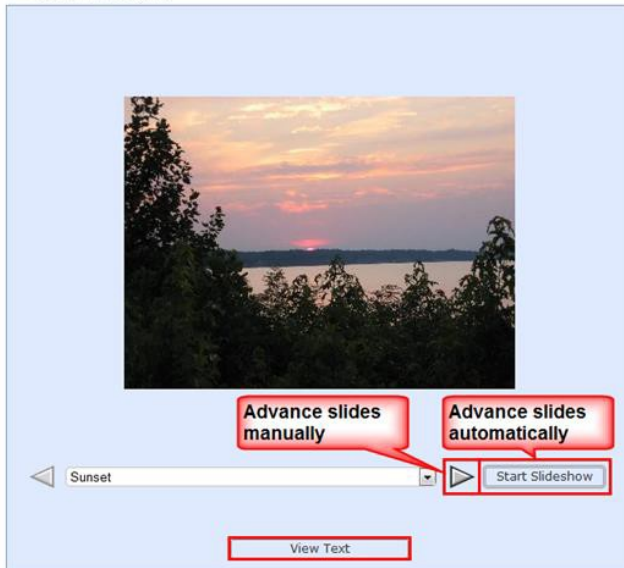 Advance slides
manually
Advance slides
automatically
Sunset
Start Slideshow
View Text